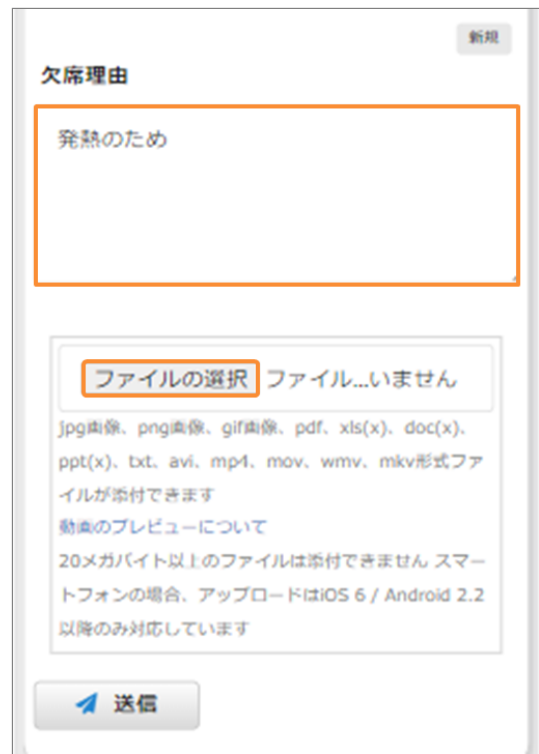 新規
欠席理由
発熱のため
ファイルの選択 ファイル...いません
jpg画像、png画像、gif画像、pdf、xls(x)、doc(x)、
ppt(x)、txt、avi、mp4、mov、wmv、mkv形式ファ
イルが添付できます
動画のプレビューについて
20メガバイト以上のファイルは添付できません スマー
トフォンの場合、アップロードはiOS 6 / Android 2.2
以降のみ対応しています
送信